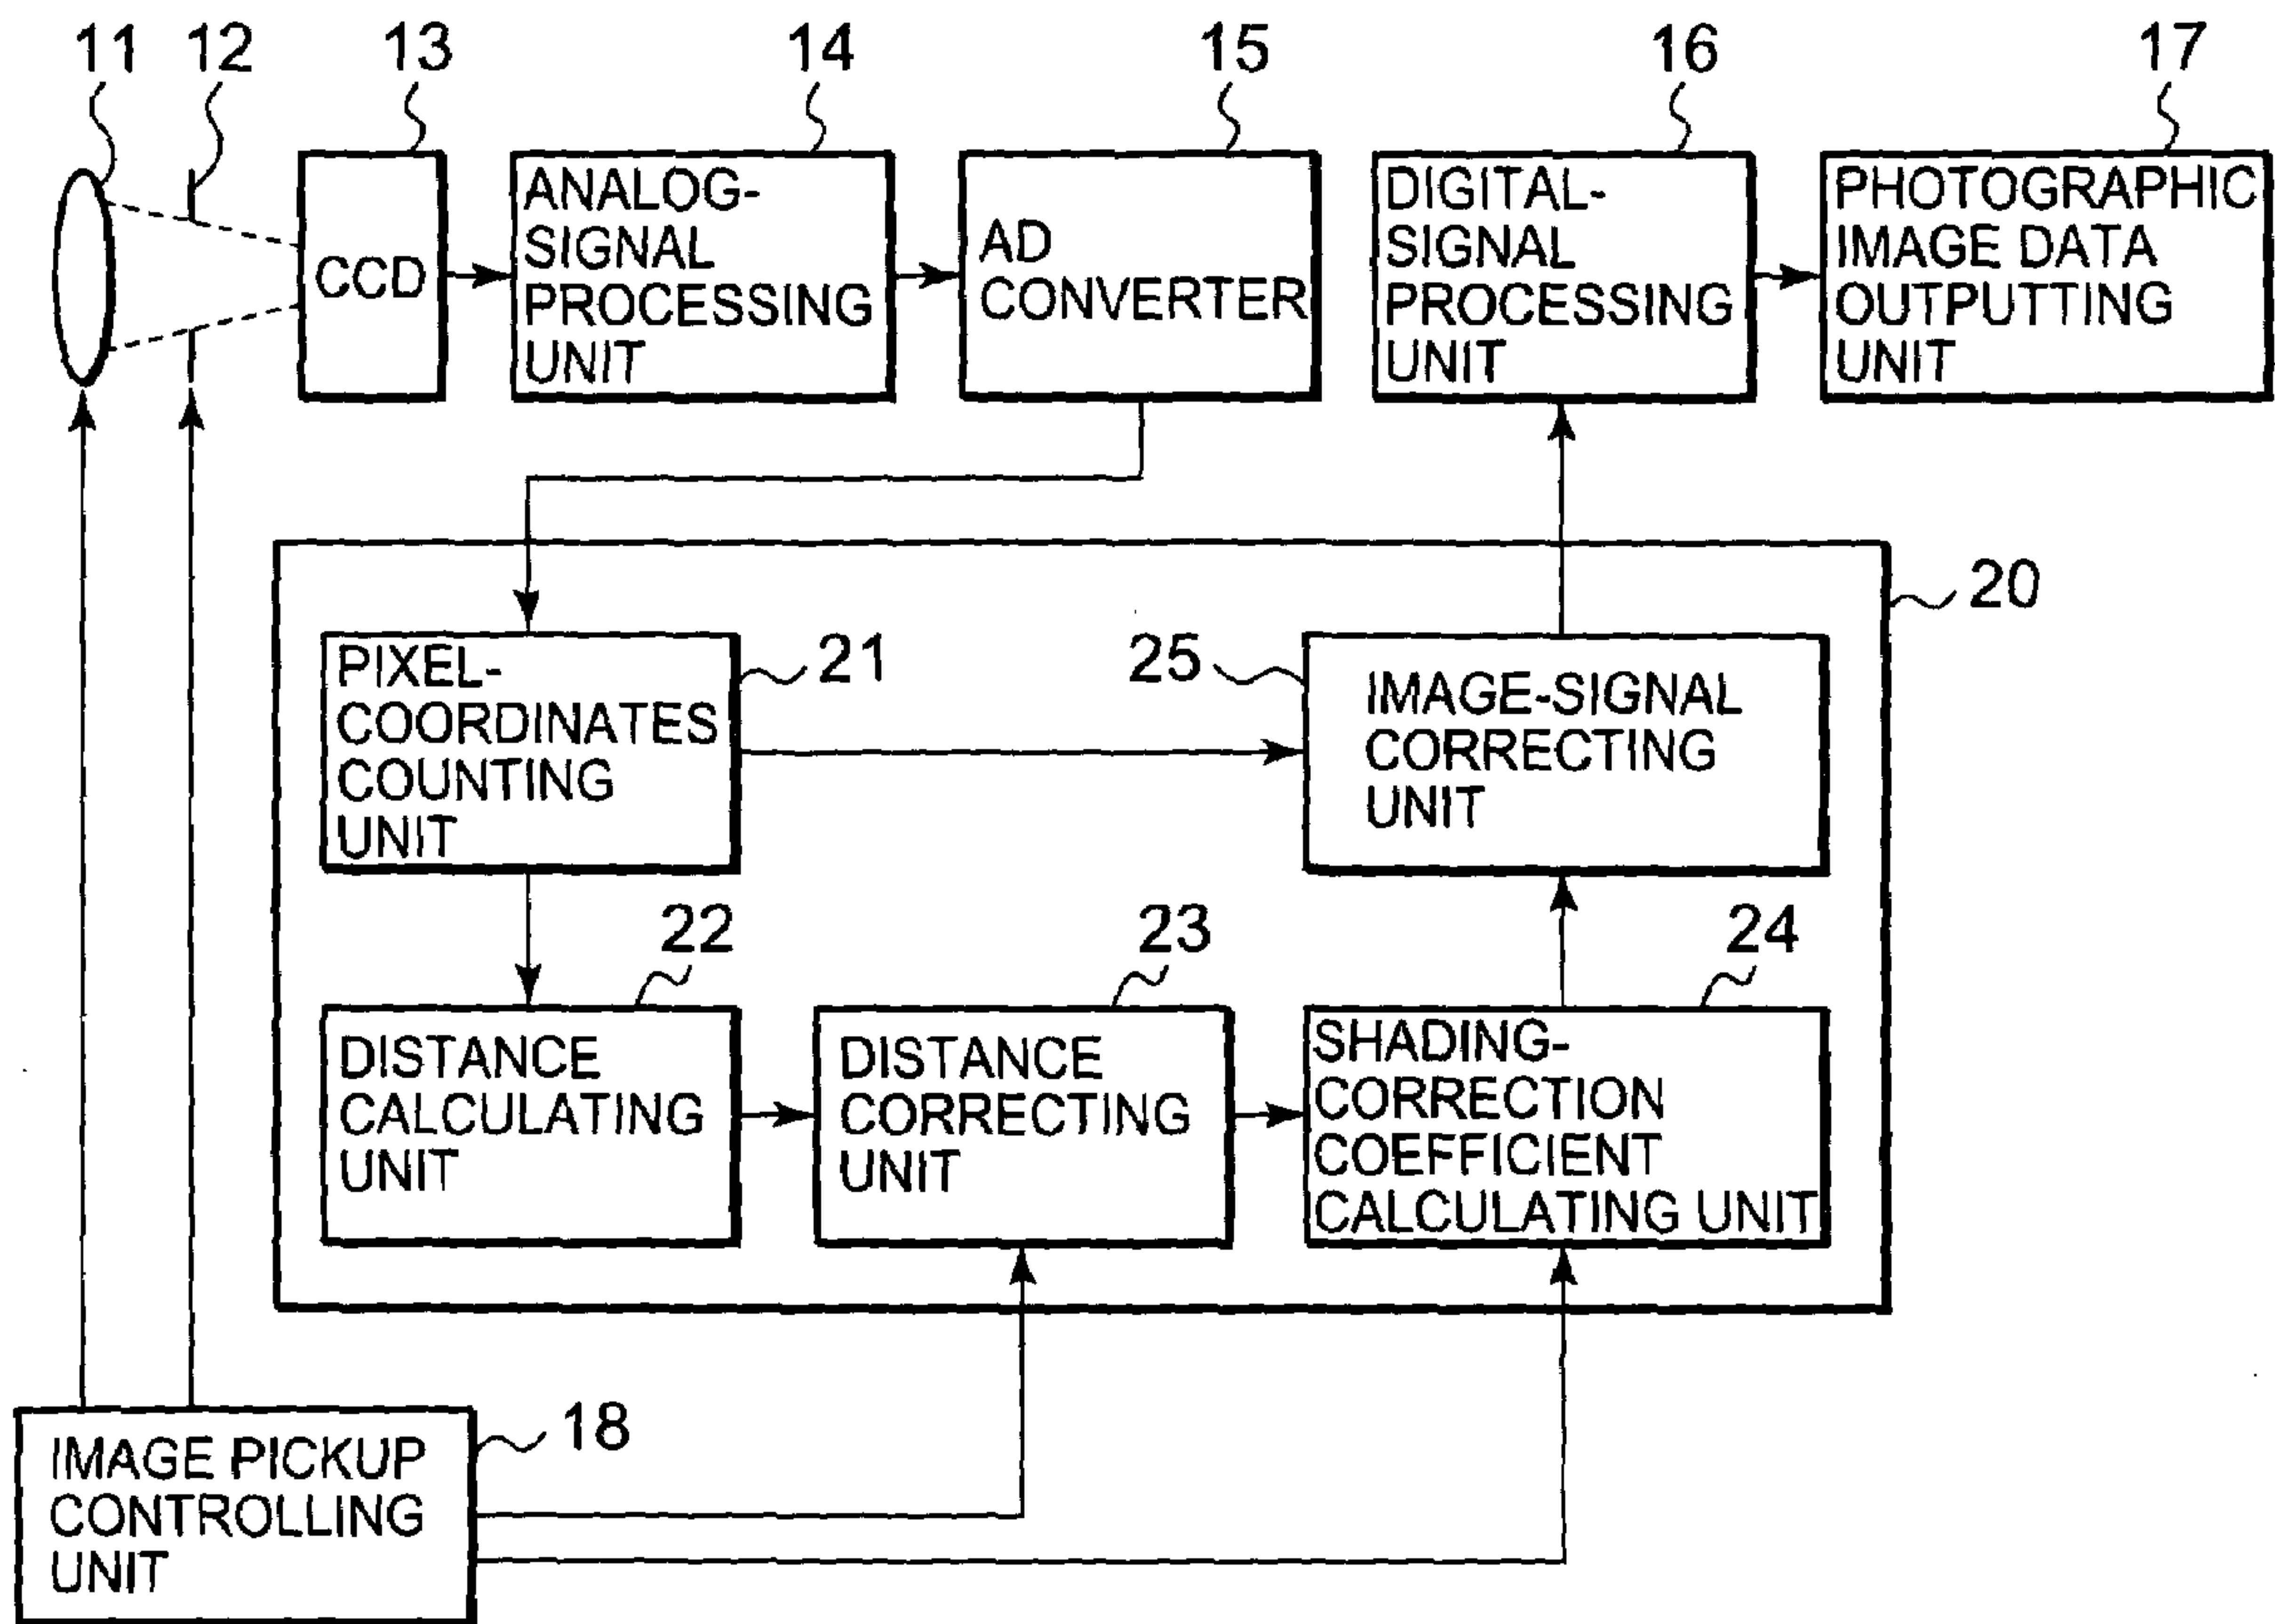 11 12 13 14 15 16 17
CCD
ANALOG-
SIGNAL
PROCESSING
UNIT
AD
CONVERTER
DIGITAL-
SIGNAL
PROCESSING
UNIT
PHOTOGRAPHIC
IMAGE DATA
OUTPUTTING
UNIT
20
PIXEL-
COORDINATES
COUNTING
UNIT
21
25
IMAGE-SIGNAL
CORRECTING
UNIT
22
23
24
DISTANCE
CALCULATING
UNIT
DISTANCE
CORRECTING
UNIT
SHADING-
CORRECTION
COEFFICIENT
CALCULATING UNIT
18
IMAGE PICKUP
CONTROLLING
UNIT